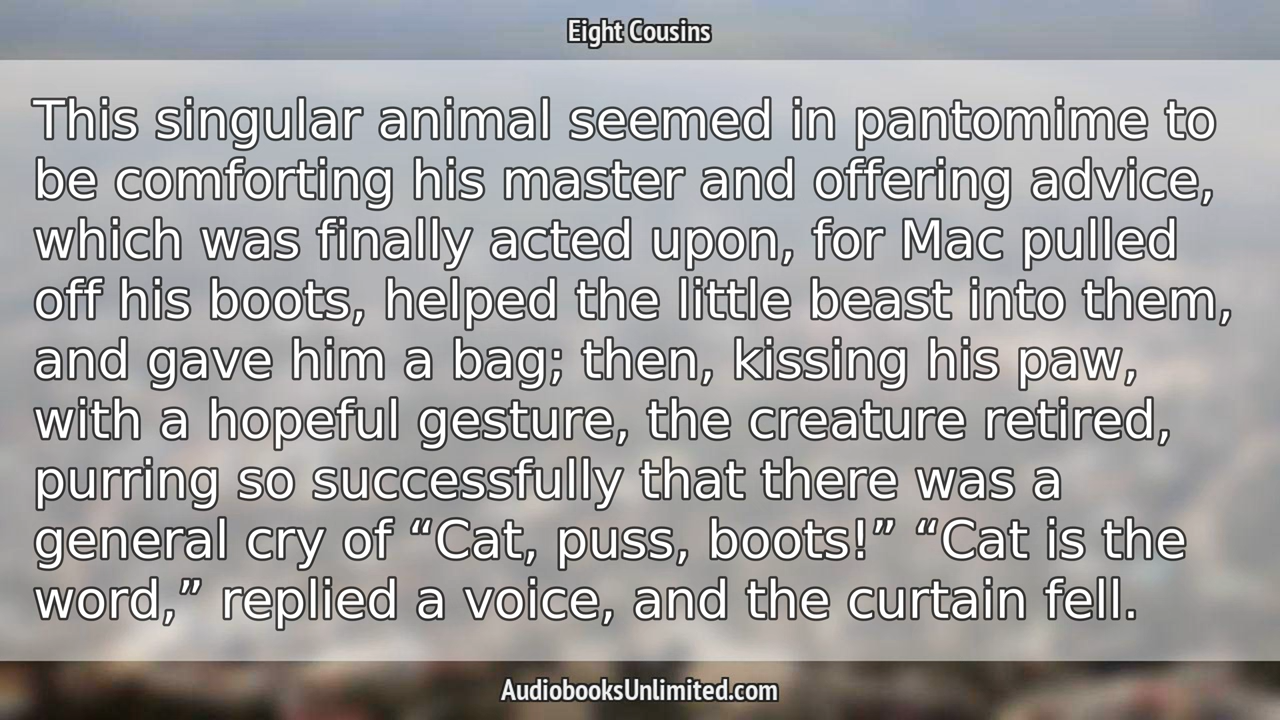 Eight Cousins
This singular animal seemed in pantomime to
be comforting his master and offering advice,
which was finally acted upon, for Mac pulled
off his boots, helped the little beast into them,
and gave him a bag; then, kissing his paw,
with a hopeful gesture, the creature retired,
purring so successfully that there was a
general cry of “Cat, puss, boots!” “Cat is the
word,” replied a voice, and the curtain fell.
AudiobooksUnlimited.com